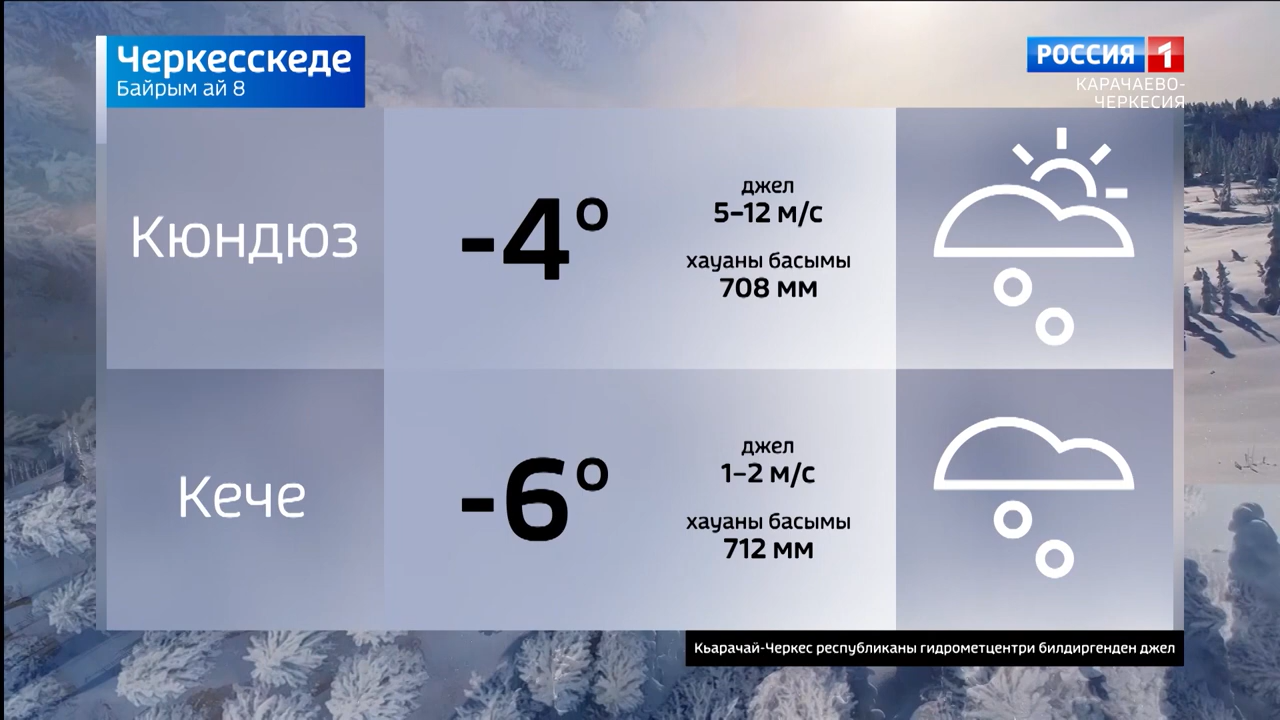 Черкесскеде
Байрым ай 8
РОССИЯ 1
КАРАЧАЕВО-
ЧЕРКЕСИЯ
Кюндюз
-4°
джел
5-12 м/с
хауаны басымы
708 мм
Кече
-6°
джел
1-2 м/с
хауаны басымы
712 мм
Кьарачай-Черкес республиканы гидрометцентри билдиргенден джел